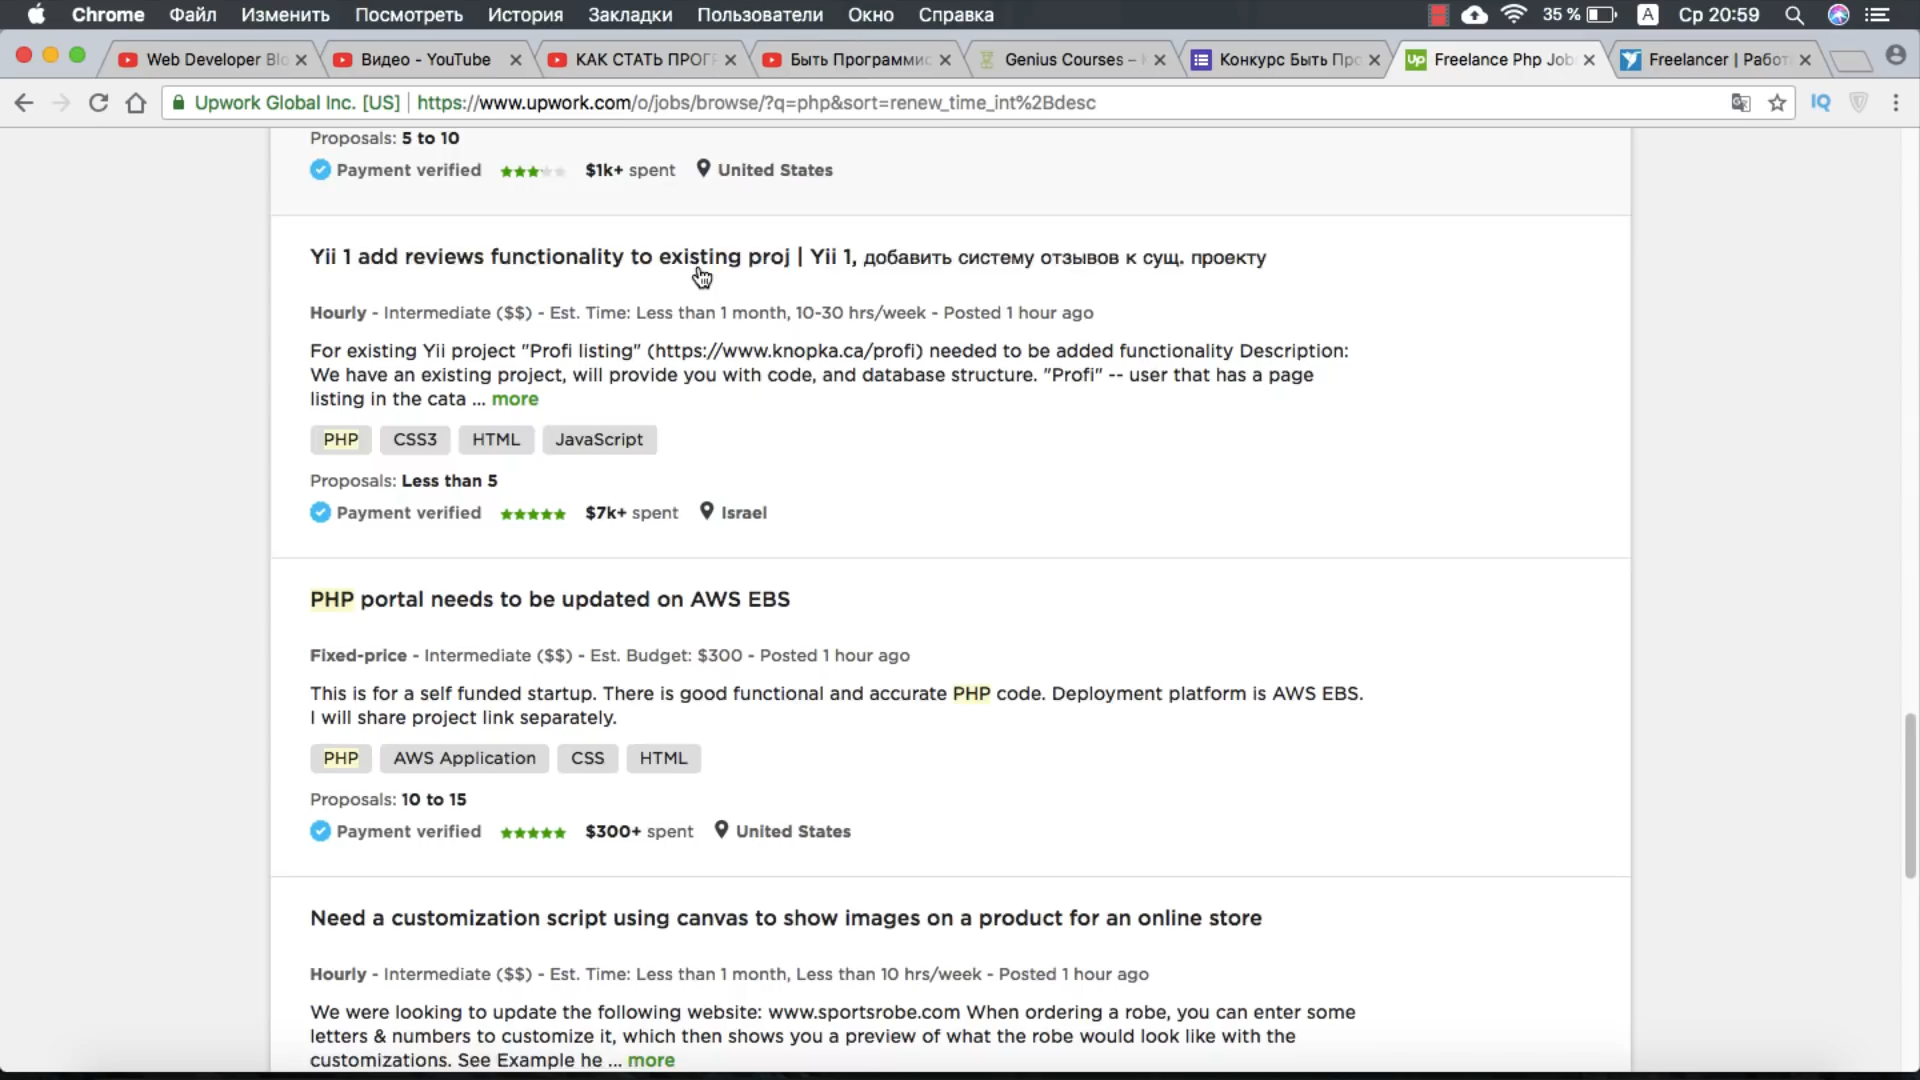 Chrome Файл Изменить Посмотреть История Закладки Пользователи Окно Справка 35 % A Ср 20:59
Web Developer Blo Видео - YouTube КАК СТАТЬ ПРОГР Быть Программис Genius Courses – Конкурс Быть Про Up Freelance Php Job Freelancer | Работ
Upwork Global Inc. [US] | https://www.upwork.com/o/jobs/browse/?q=php&sort=renew_time_int%2Bdesc IQ
Proposals: 5 to 10
Payment verified $1k+ spent United States
Yii 1 add reviews functionality to existing proj | Yii 1, добавить систему отзывов к сущ. проекту
Hourly - Intermediate ($$) - Est. Time: Less than 1 month, 10-30 hrs/week - Posted 1 hour ago
For existing Yii project "Profi listing" (https://www.knopka.ca/profi) needed to be added functionality Description:
We have an existing project, will provide you with code, and database structure. "Profi" -- user that has a page
listing in the cata ... more
PHP CSS3 HTML JavaScript
Proposals: Less than 5
Payment verified $7k+ spent Israel
PHP portal needs to be updated on AWS EBS
Fixed-price - Intermediate ($$) - Est. Budget: $300 - Posted 1 hour ago
This is for a self funded startup. There is good functional and accurate PHP code. Deployment platform is AWS EBS.
I will share project link separately.
PHP AWS Application CSS HTML
Proposals: 10 to 15
Payment verified $300+ spent United States
Need a customization script using canvas to show images on a product for an online store
Hourly - Intermediate ($$) - Est. Time: Less than 1 month, Less than 10 hrs/week - Posted 1 hour ago
We were looking to update the following website: www.sportsrobe.com When ordering a robe, you can enter some
letters & numbers to customize it, which then shows you a preview of what the robe would look like with the
customizations. See Example he ... more